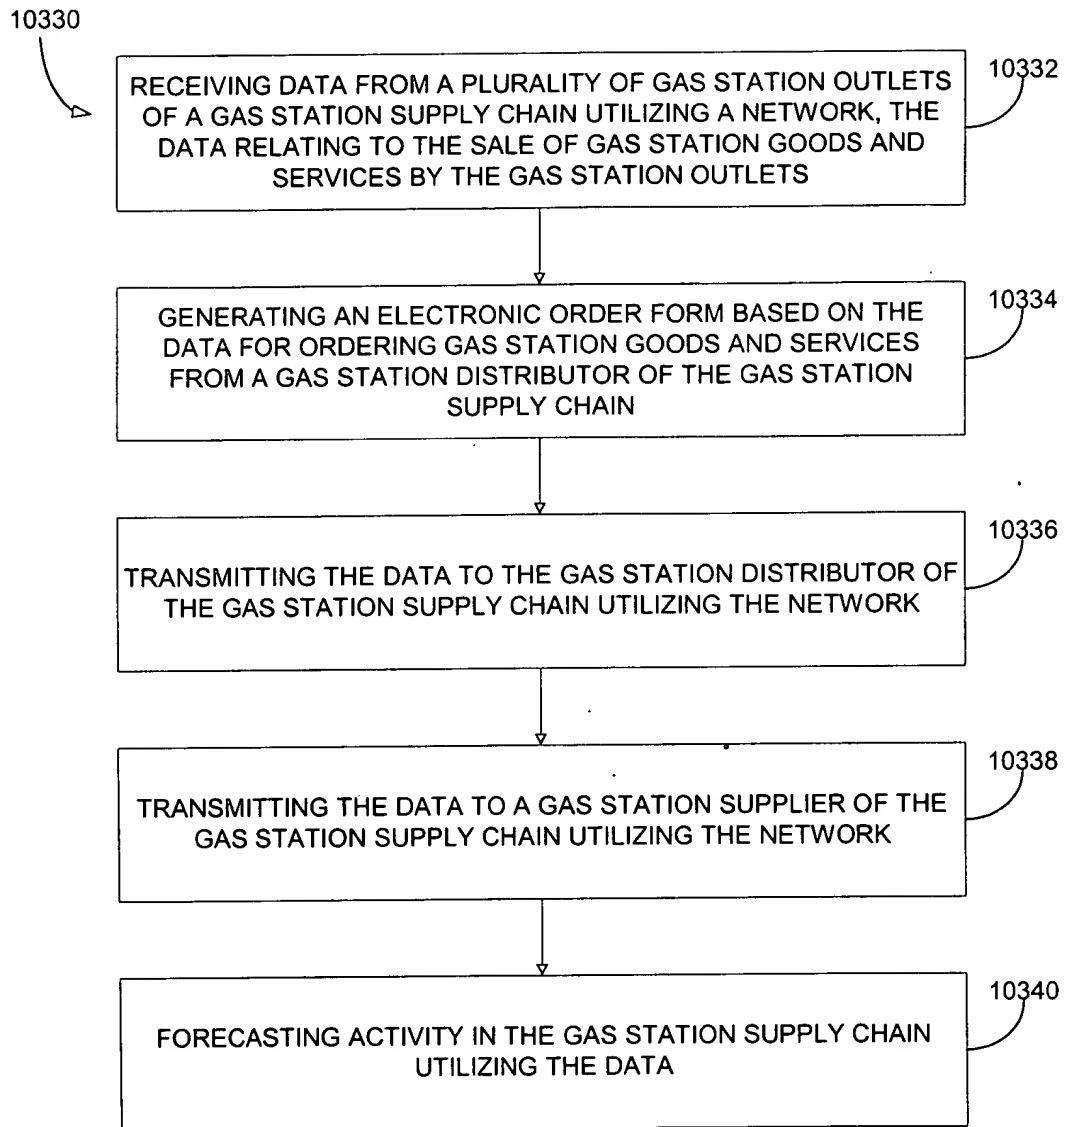 10330
RECEIVING DATA FROM A PLURALITY OF GAS STATION OUTLETS
OF A GAS STATION SUPPLY CHAIN UTILIZING A NETWORK, THE
DATA RELATING TO THE SALE OF GAS STATION GOODS AND
SERVICES BY THE GAS STATION OUTLETS
10332
GENERATING AN ELECTRONIC ORDER FORM BASED ON THE
DATA FOR ORDERING GAS STATION GOODS AND SERVICES
FROM A GAS STATION DISTRIBUTOR OF THE GAS STATION
SUPPLY CHAIN
10334
TRANSMITTING THE DATA TO THE GAS STATION DISTRIBUTOR OF
THE GAS STATION SUPPLY CHAIN UTILIZING THE NETWORK
10336
TRANSMITTING THE DATA TO A GAS STATION SUPPLIER OF THE
GAS STATION SUPPLY CHAIN UTILIZING THE NETWORK
10338
FORECASTING ACTIVITY IN THE GAS STATION SUPPLY CHAIN
UTILIZING THE DATA
10340